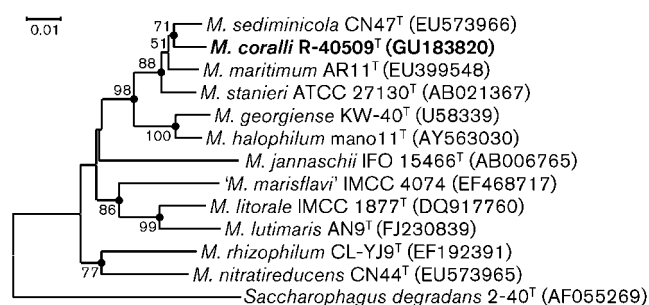 0.01
71
M. sediminicola CN47ᵀ (EU573966)
51
M. coralli R-40509ᵀ (GU183820)
88
M. maritimum AR11ᵀ (EU399548)
98
M. stanieri ATCC 27130ᵀ (AB021367)
M. georgiense KW-40ᵀ (U58339)
100
M. halophilum mano11ᵀ (AY563030)
M. jannaschii IFO 15466ᵀ (AB006765)
'M. marisflavi' IMCC 4074 (EF468717)
86
M. litorale IMCC 1877ᵀ (DQ917760)
99
M. lutimaris AN9ᵀ (FJ230839)
M. rhizophilum CL-YJ9ᵀ (EF192391)
77
M. nitratireducens CN44ᵀ (EU573965)
Saccharophagus degradans 2-40ᵀ (AF055269)